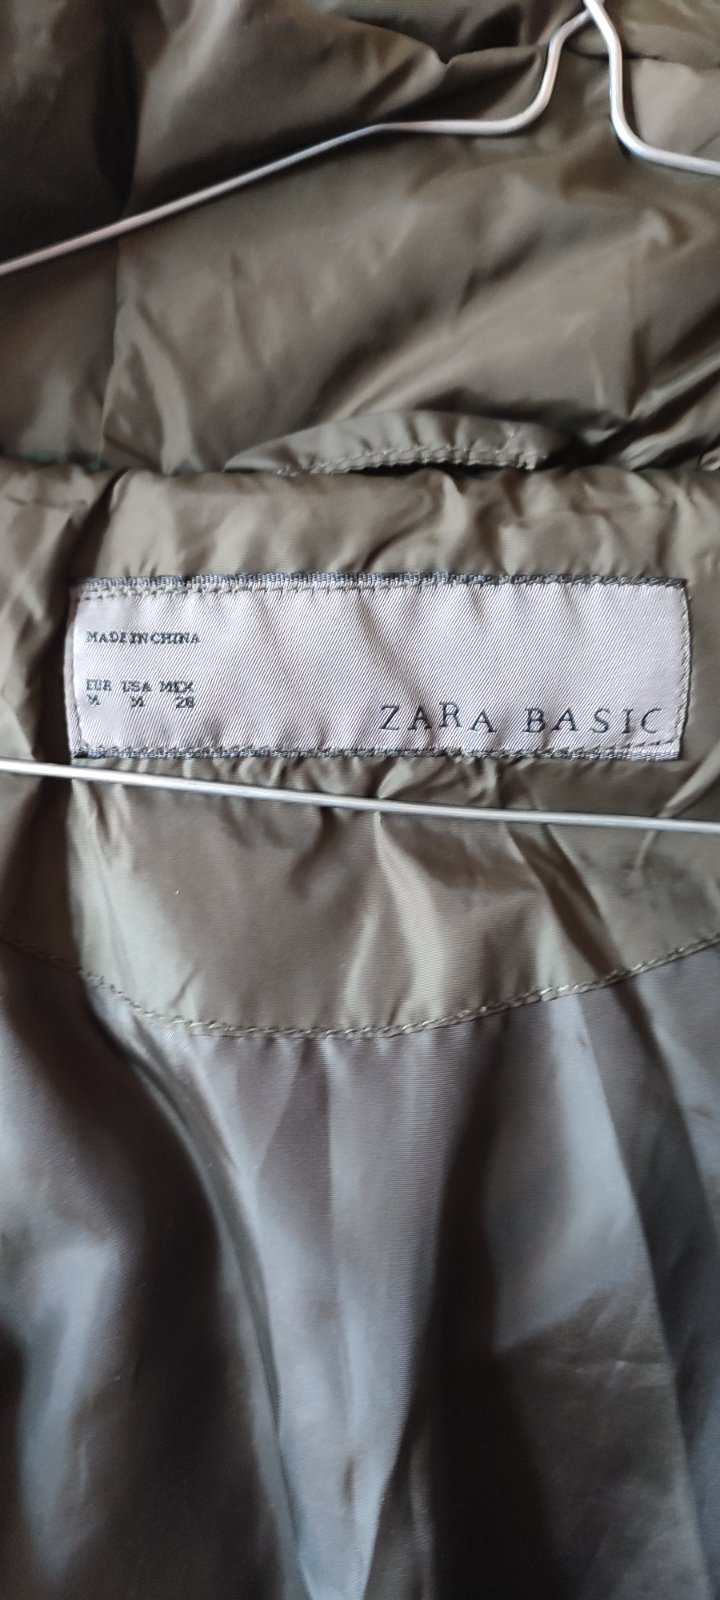 MADE IN CHINA
EUR USA MEX
M M 28
ZARA BASIC